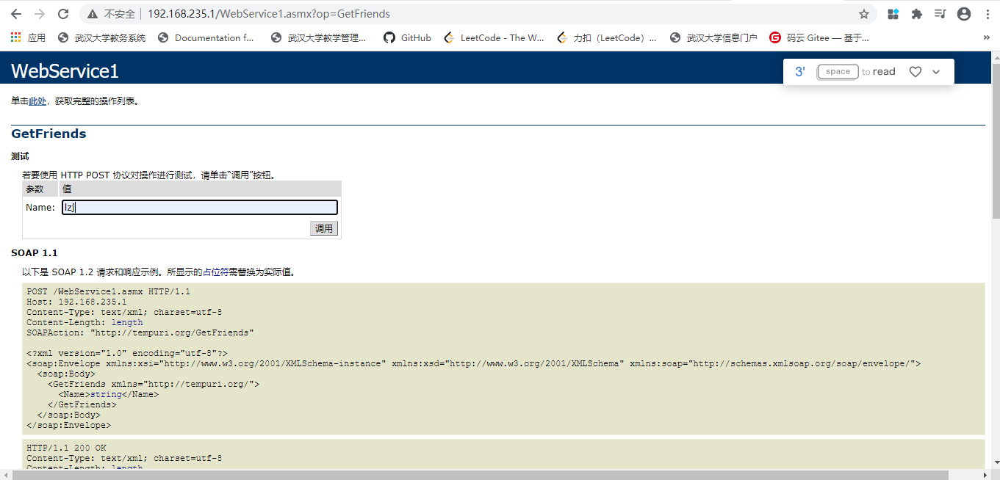 不安全 192.168.235.1/WebService1.asmx?op=GetFriends
应用 武汉大学教务系统 Documentation f... 武汉大学教学管理... GitHub LeetCode - The W... 力扣（LeetCode）... 武汉大学信息门户 码云 Gitee — 基于...
WebService1
3' space to read
单击此处，获取完整的操作列表。
GetFriends
测试
若要使用 HTTP POST 协议对操作进行测试，请单击“调用”按钮。
参数 值
Name: lzj
调用
SOAP 1.1
以下是 SOAP 1.2 请求和响应示例。所显示的占位符需替换为实际值。
POST /WebService1.asmx HTTP/1.1
Host: 192.168.235.1
Content-Type: text/xml; charset=utf-8
Content-Length: length
SOAPAction: "http://tempuri.org/GetFriends"
<?xml version="1.0" encoding="utf-8"?>
<soap:Envelope xmlns:xsi="http://www.w3.org/2001/XMLSchema-instance" xmlns:xsd="http://www.w3.org/2001/XMLSchema" xmlns:soap="http://schemas.xmlsoap.org/soap/envelope/">
<soap:Body>
<GetFriends xmlns="http://tempuri.org/">
<Name>string</Name>
</GetFriends>
</soap:Body>
</soap:Envelope>
HTTP/1.1 200 OK
Content-Type: text/xml; charset=utf-8
Content-Length: length